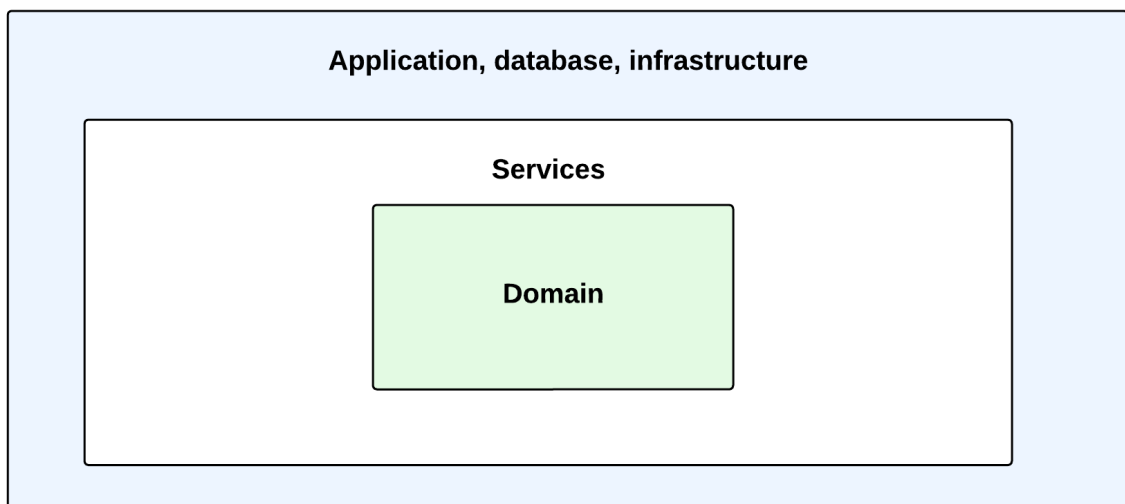 Application, database, infrastructure
Services
Domain